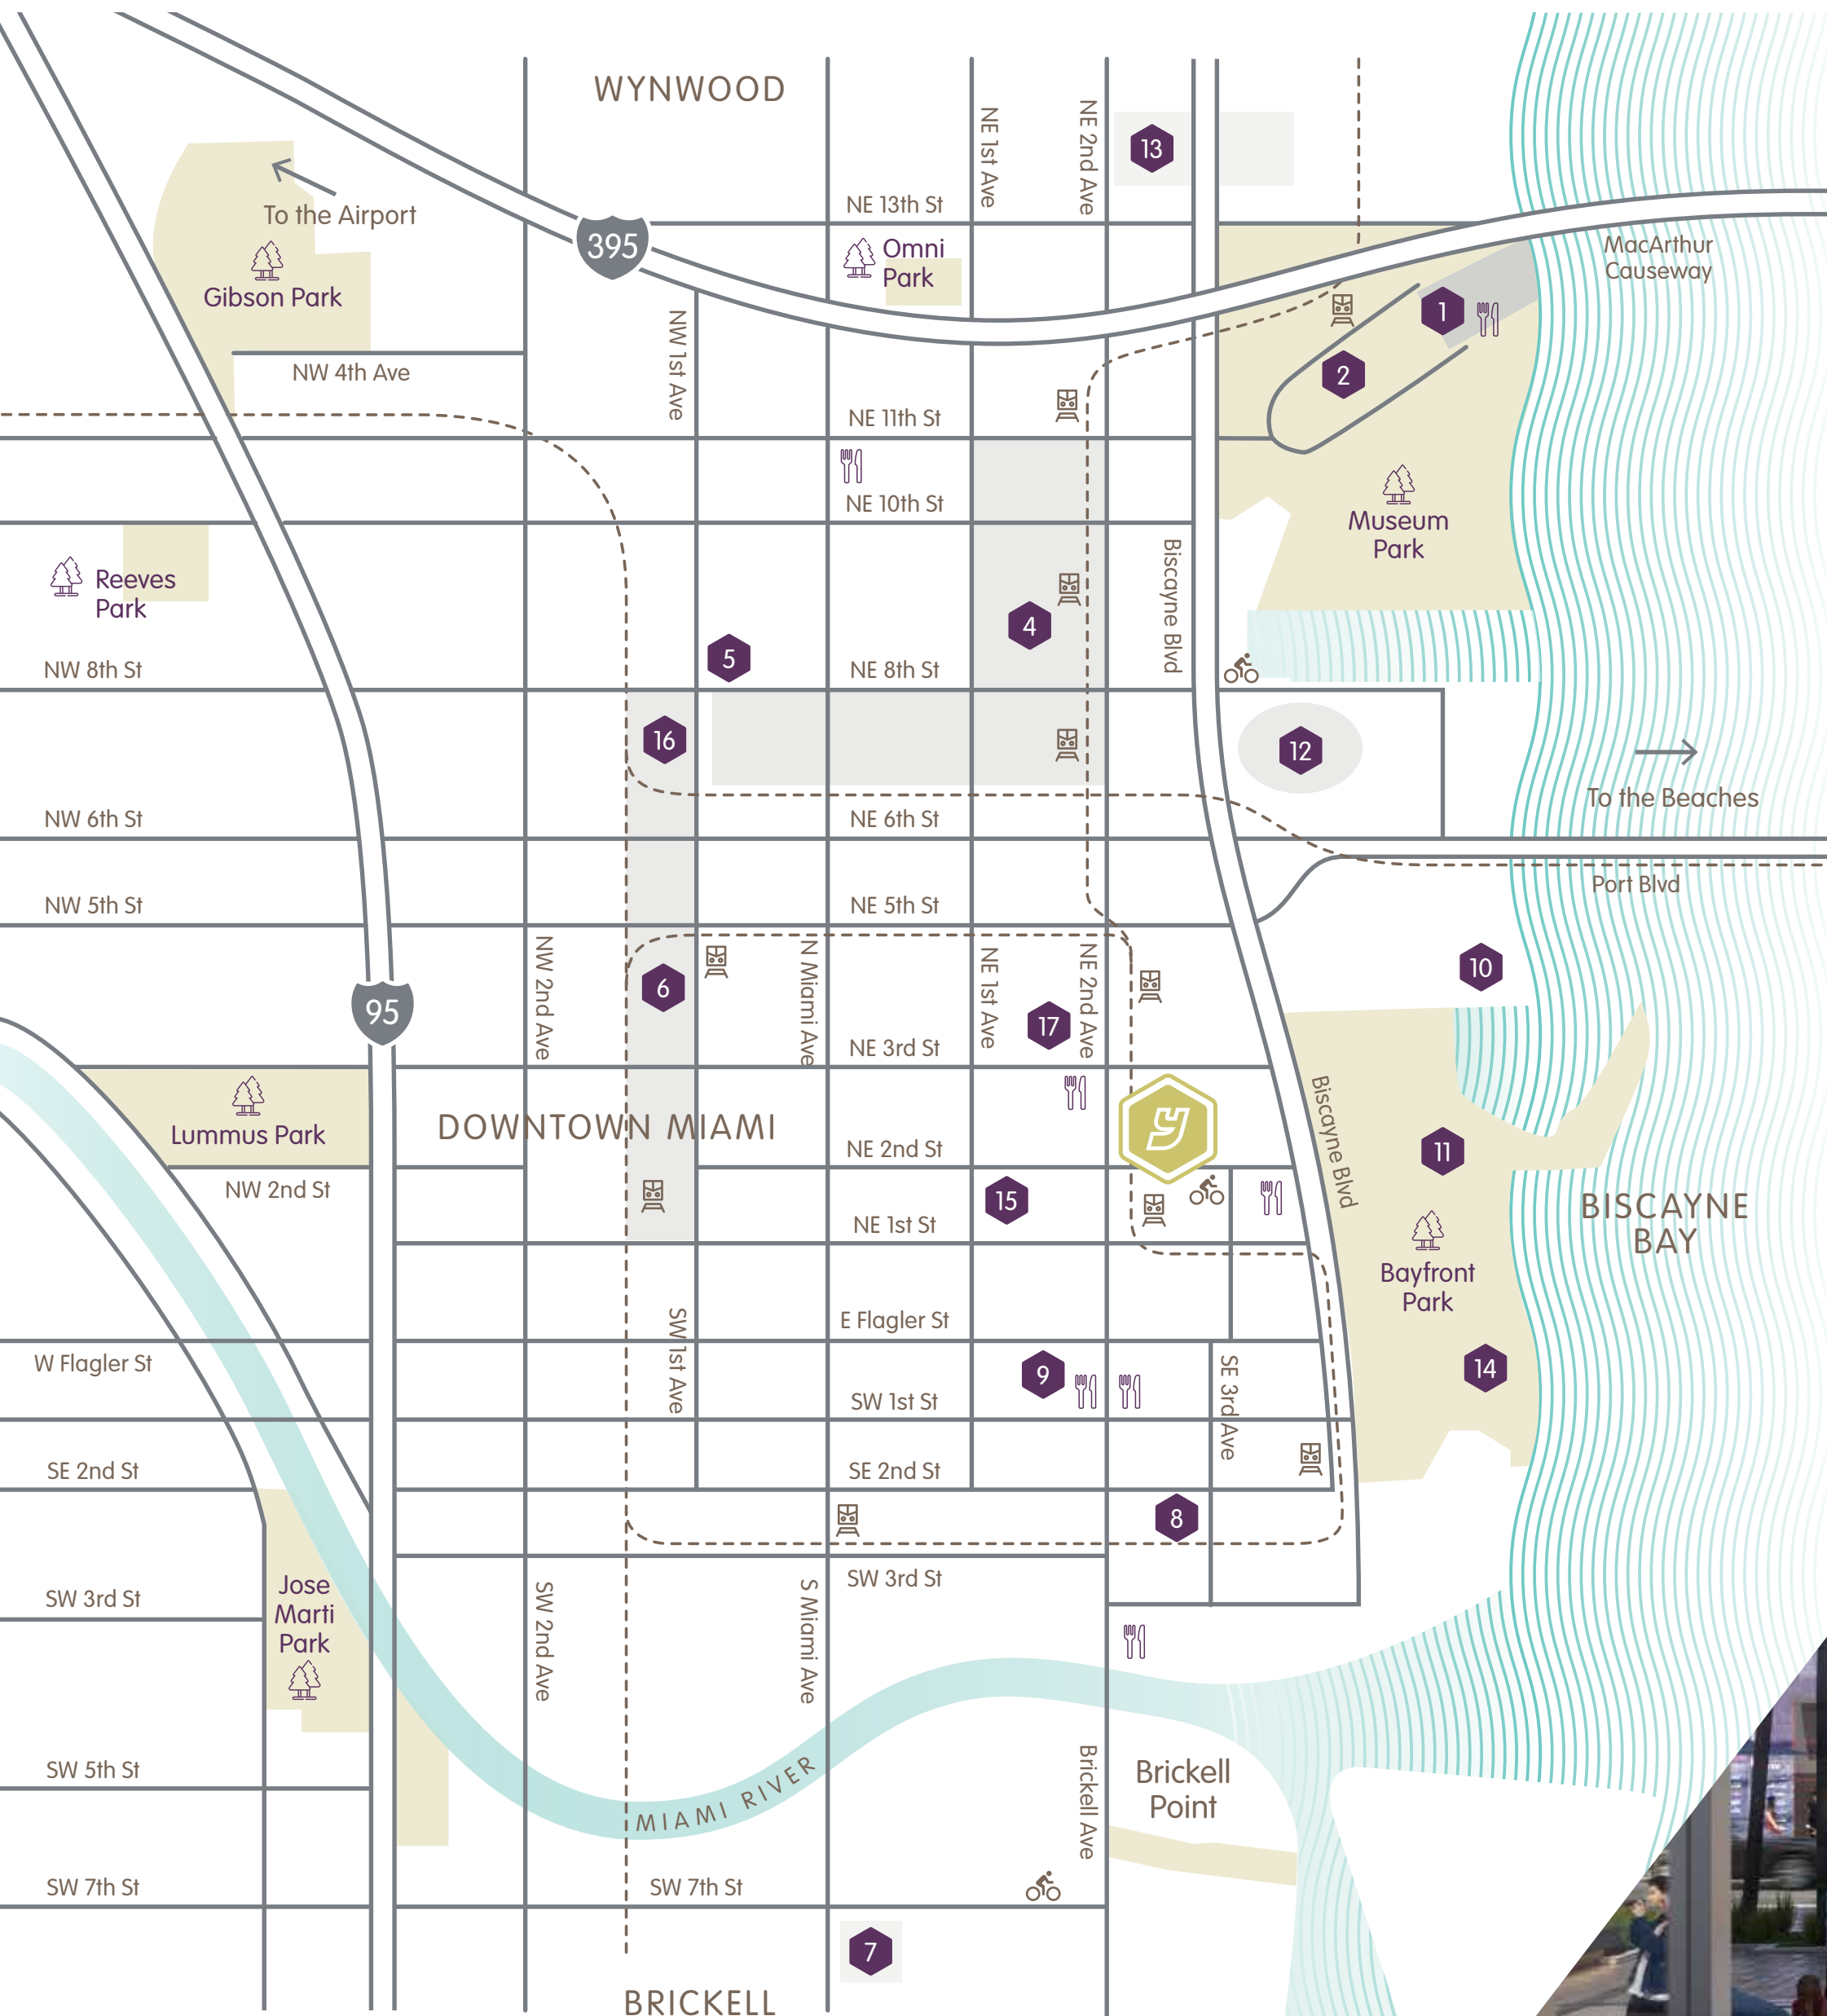 WYNWOOD
NE 1st Ave
NE 2nd Ave
13
To the Airport
NE 13th St
395
Omni
Park
MacArthur
Causeway
Gibson Park
NW 1st Ave
1
NW 4th Ave
2
NE 11th St
NE 10th St
Museum
Park
Biscayne Blvd
Reeves
Park
4
5
NW 8th St
NE 8th St
16
12
To the Beaches
NW 6th St
NE 6th St
Port Blvd
NW 5th St
NE 5th St
NW 2nd Ave
N Miami Ave
NE 1st Ave
NE 2nd Ave
10
6
95
17
NE 3rd St
Biscayne Blvd
Lummus Park
DOWNTOWN MIAMI
y
NE 2nd St
11
NW 2nd St
15
BISCAYNE
BAY
NE 1st St
Bayfront
Park
SW 1st Ave
E Flagler St
W Flagler St
9
SE 3rd Ave
14
SW 1st St
SE 2nd St
SE 2nd St
8
Jose
Marti
Park
SW 3rd St
SW 3rd St
SW 2nd Ave
S Miami Ave
MIAMI RIVER
SW 5th St
Brickell Ave
Brickell
Point
SW 7th St
SW 7th St
7
BRICKELL